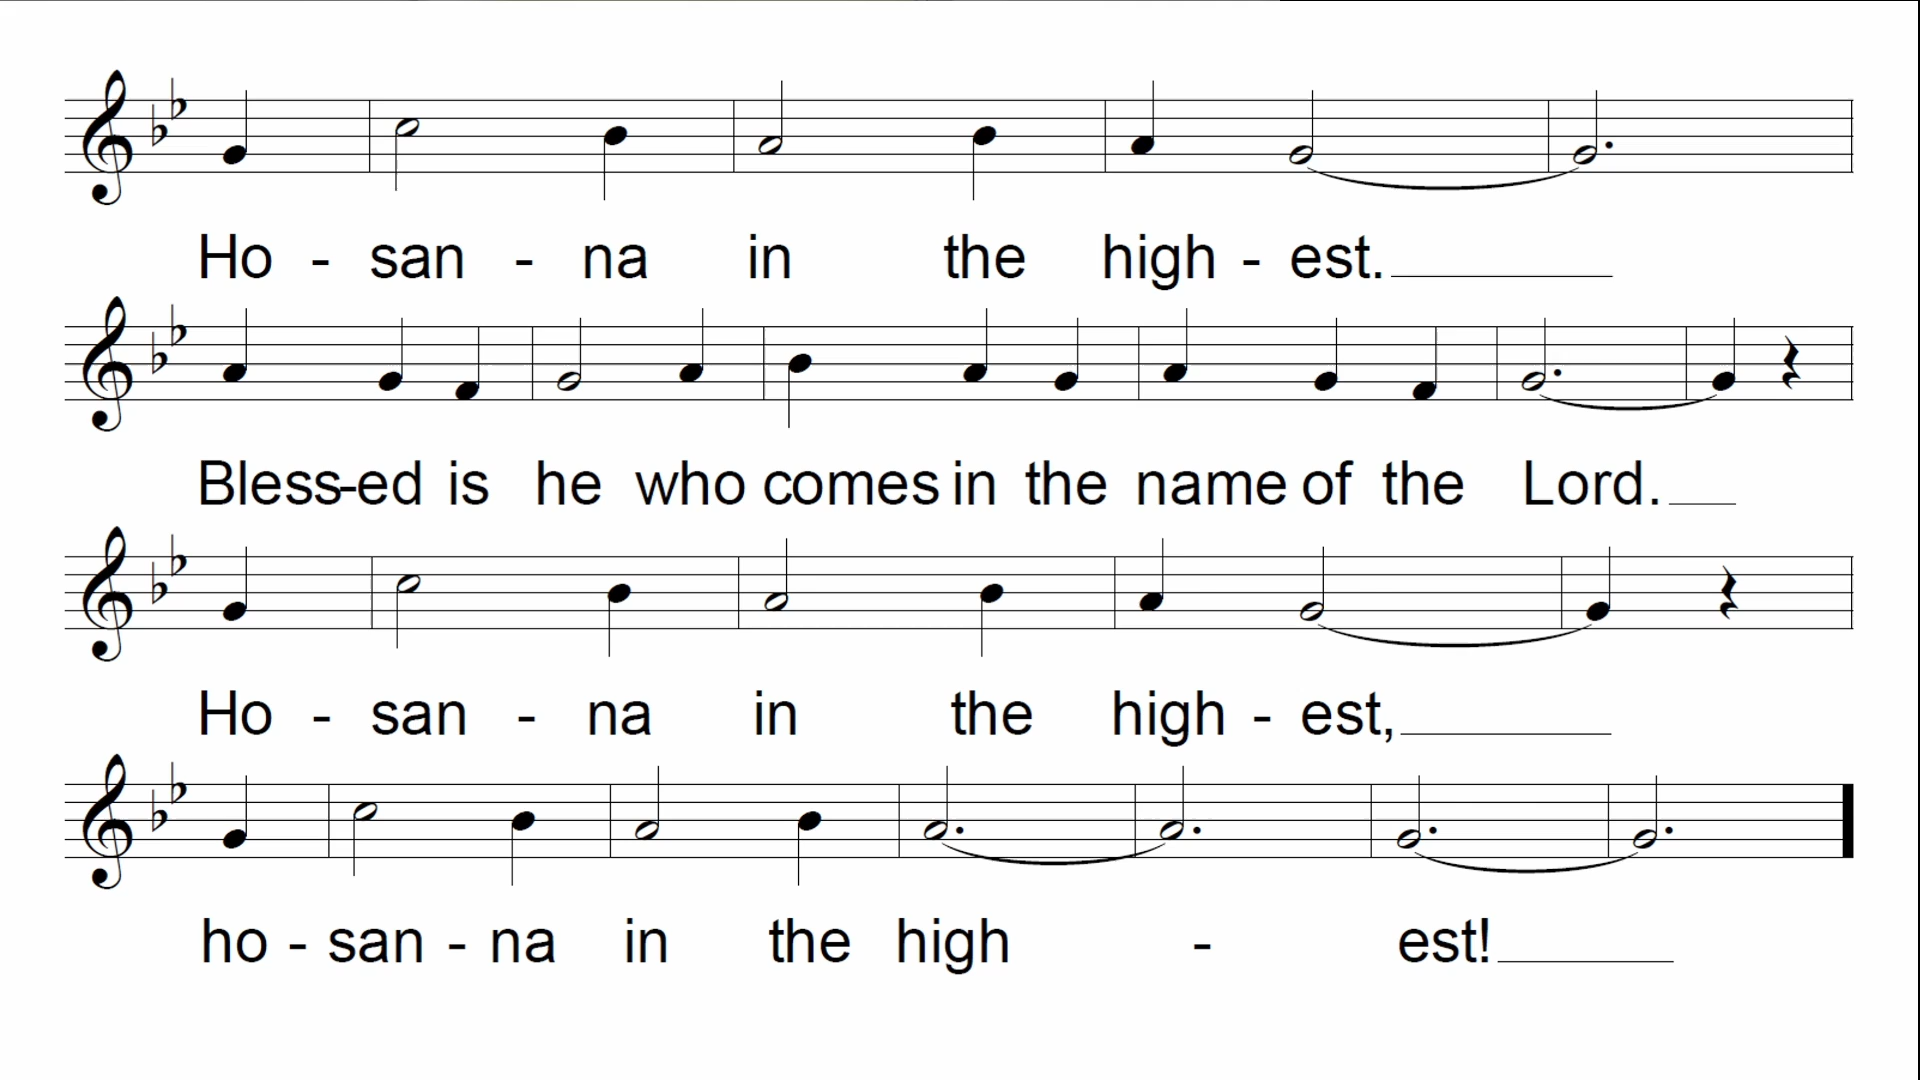 Ho - san - na in the high - est.
Bless-ed is he who comes in the name of the Lord.
Ho - san - na in the high - est,
ho - san - na in the high - est!